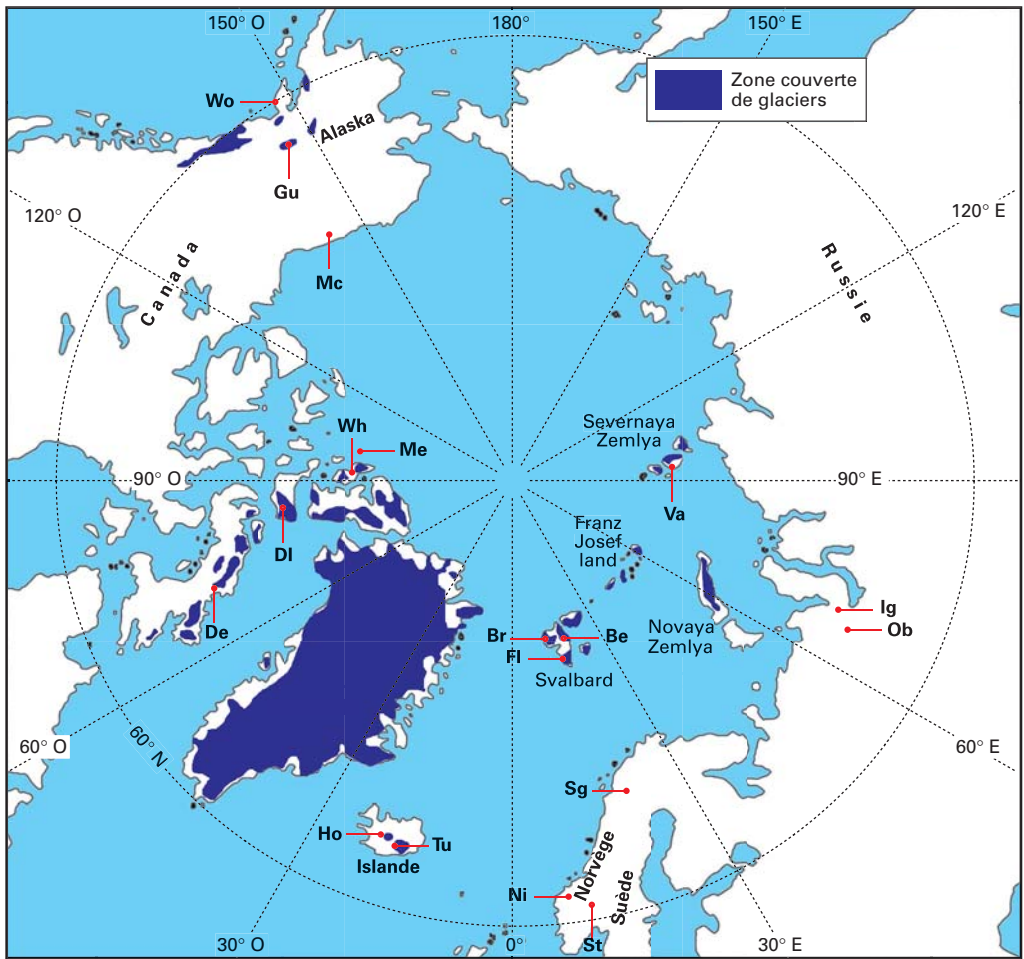 150° O
180°
150° E
Zone couverte
de glaciers
Wo
Alaska
Gu
120° O
120° E
Canada
Russie
Mc
Wh
Me
Severnaya
Zemlya
90° O
90° E
Va
Dl
Franz
Josef
land
De
Br
Be
Fl
Svalbard
Novaya
Zemlya
Ig
Ob
60° O
60° N
60° E
Sg
Ho
Tu
Islande
Norvège
Suède
Ni
St
30° O
0°
30° E